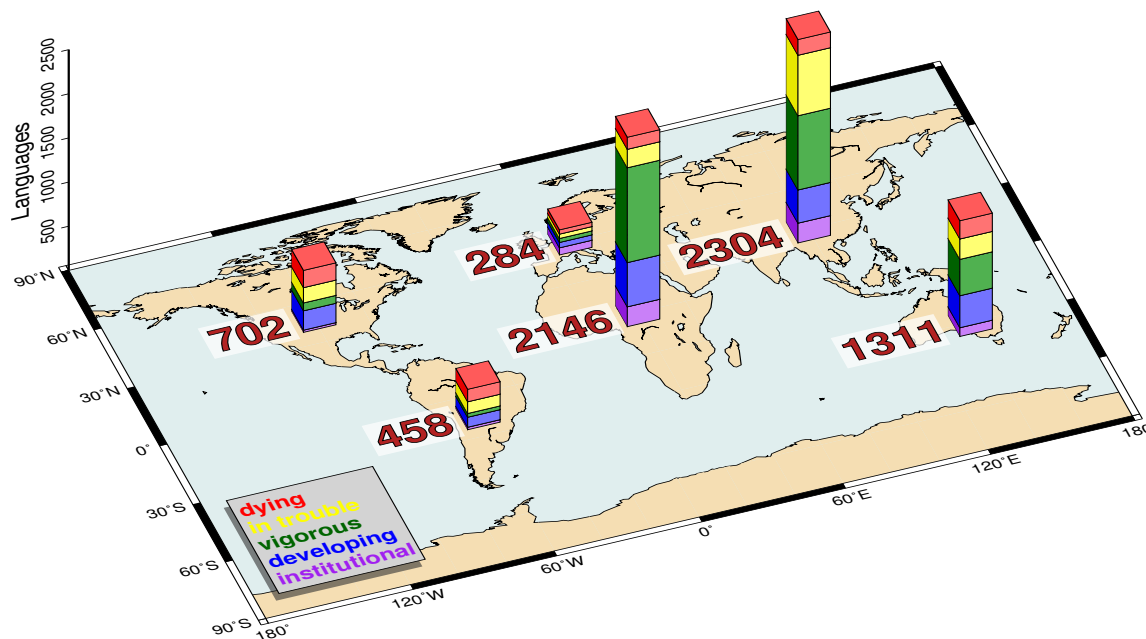 2500
2000
1500
1000
500
Languages
90°N
60°N
30°N
0°
30°S
60°S
90°S
180°
120°W
60°W
0°
60°E
120°E
180°
702
458
284
2146
2304
1311
dying
in trouble
vigorous
developing
institutional